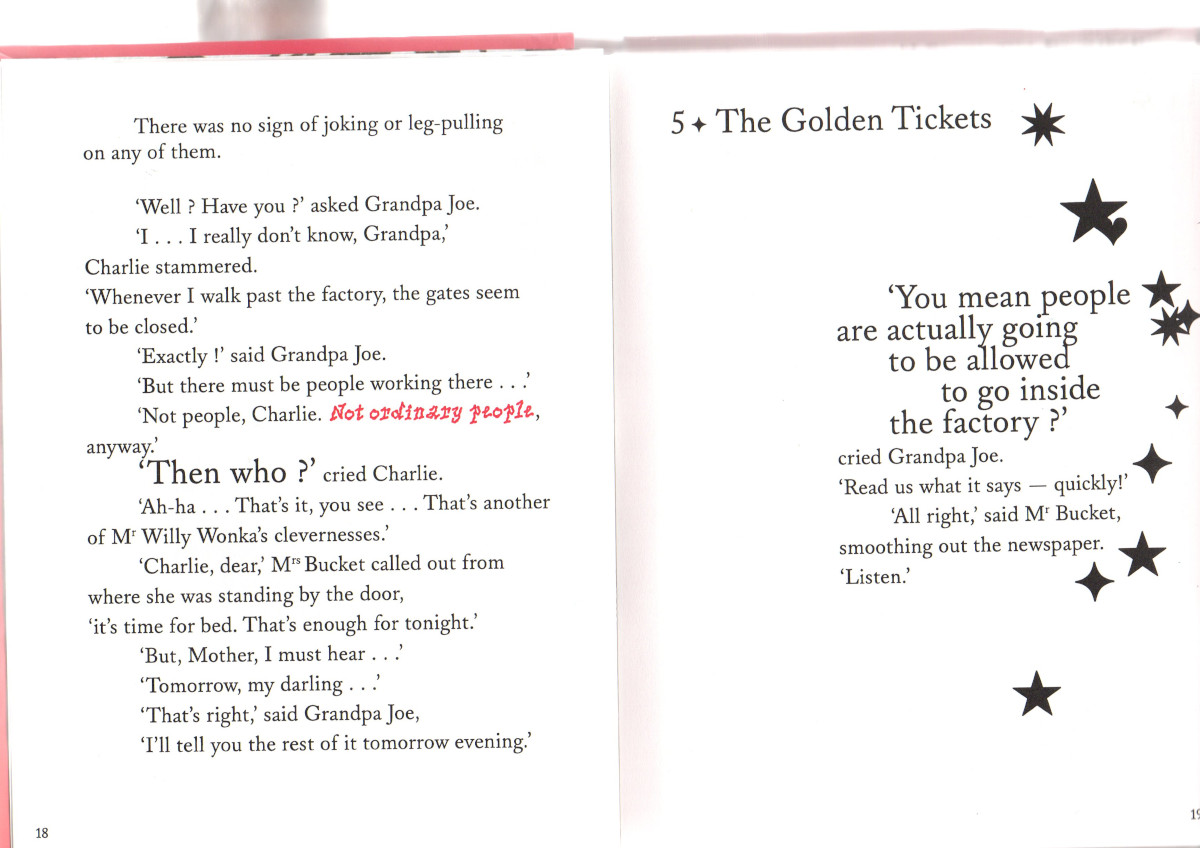 There was no sign of joking or leg-pulling
on any of them.
‘Well ? Have you ?’ asked Grandpa Joe.
‘I . . . I really don’t know, Grandpa,’
Charlie stammered.
‘Whenever I walk past the factory, the gates seem
to be closed.’
‘Exactly !’ said Grandpa Joe.
‘But there must be people working there . . .’
‘Not people, Charlie. Not ordinary people,
anyway.’
‘Then who ?’ cried Charlie.
‘Ah-ha . . . That’s it, you see . . . That’s another
of Mr Willy Wonka’s clevernesses.’
‘Charlie, dear,’ Mrs Bucket called out from
where she was standing by the door,
‘it’s time for bed. That’s enough for tonight.’
‘But, Mother, I must hear . . .’
‘Tomorrow, my darling . . .’
‘That’s right,’ said Grandpa Joe,
‘I’ll tell you the rest of it tomorrow evening.’
18
5 ✦ The Golden Tickets
‘You mean people
are actually going
to be allowed
to go inside
the factory ?’
cried Grandpa Joe.
‘Read us what it says — quickly!’
‘All right,’ said Mr Bucket,
smoothing out the newspaper.
‘Listen.’
19